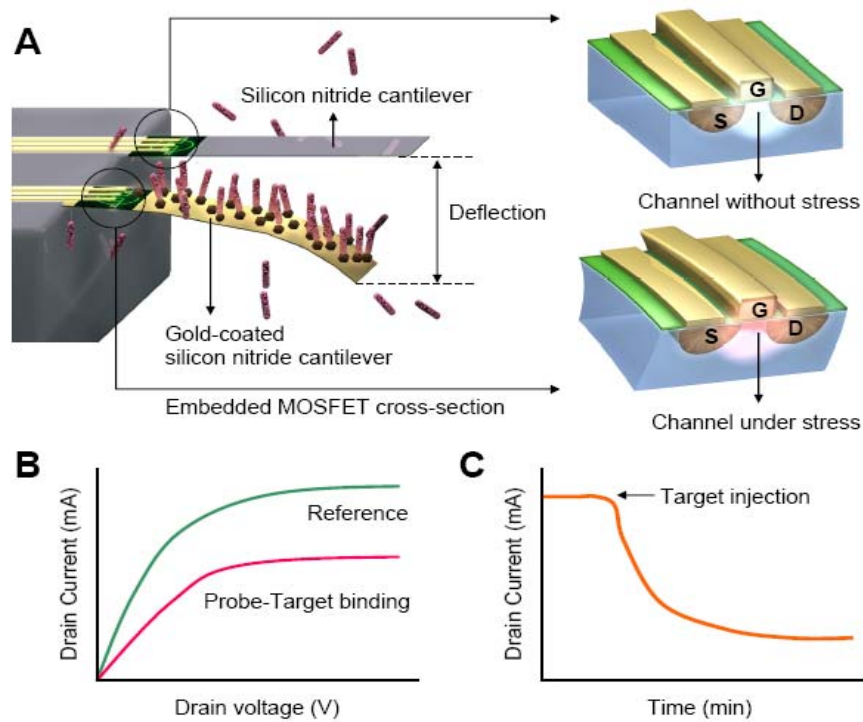 A
Silicon nitride cantilever
Deflection
Gold-coated
silicon nitride cantilever
Embedded MOSFET cross-section
G
S
D
Channel without stress
G
S
D
Channel under stress
B
Drain Current (mA)
Reference
Probe-Target binding
Drain voltage (V)
C
Drain Current (mA)
Target injection
Time (min)